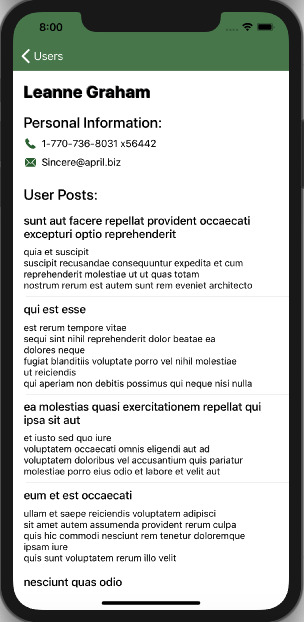 8:00
Users
Leanne Graham
Personal Information:
1-770-736-8031 x56442
Sincere@april.biz
User Posts:
sunt aut facere repellat provident occaecati
excepturi optio reprehenderit
quia et suscipit
suscipit recusandae consequuntur expedita et cum
reprehenderit molestiae ut ut quas totam
nostrum rerum est autem sunt rem eveniet architecto
qui est esse
est rerum tempore vitae
sequi sint nihil reprehenderit dolor beatae ea
dolores neque
fugiat blanditiis voluptate porro vel nihil molestiae
ut reiciendis
qui aperiam non debitis possimus qui neque nisi nulla
ea molestias quasi exercitationem repellat qui
ipsa sit aut
et iusto sed quo iure
voluptatem occaecati omnis eligendi aut ad
voluptatem doloribus vel accusantium quis pariatur
molestiae porro eius odio et labore et velit aut
eum et est occaecati
ullam et saepe reiciendis voluptatem adipisci
sit amet autem assumenda provident rerum culpa
quis hic commodi nesciunt rem tenetur doloremque
ipsam iure
quis sunt voluptatem rerum illo velit
nesciunt quas odio